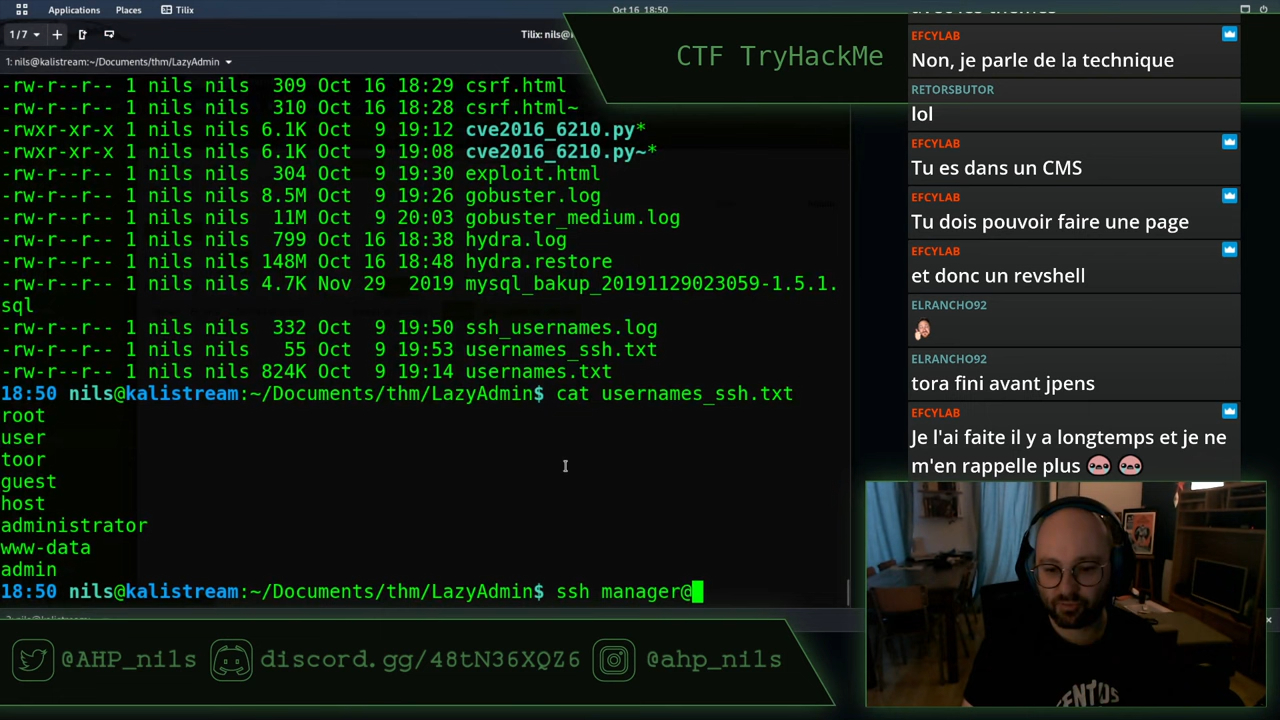 Applications Places Tilix
Oct 16 18:50
1/7
Tilix: nils@
1: nils@kalistream:~/Documents/thm/LazyAdmin
CTF TryHackMe
-rw-r--r-- 1 nils nils 309 Oct 16 18:29 csrf.html
-rw-r--r-- 1 nils nils 310 Oct 16 18:28 csrf.html~
-rwxr-xr-x 1 nils nils 6.1K Oct 9 19:12 cve2016_6210.py*
-rwxr-xr-x 1 nils nils 6.1K Oct 9 19:08 cve2016_6210.py~*
-rw-r--r-- 1 nils nils 304 Oct 9 19:30 exploit.html
-rw-r--r-- 1 nils nils 8.5M Oct 9 19:26 gobuster.log
-rw-r--r-- 1 nils nils 11M Oct 9 20:03 gobuster_medium.log
-rw-r--r-- 1 nils nils 799 Oct 16 18:38 hydra.log
-rw-r--r-- 1 nils nils 148M Oct 16 18:48 hydra.restore
-rw-r--r-- 1 nils nils 4.7K Nov 29 2019 mysql_bakup_20191129023059-1.5.1.
sql
-rw-r--r-- 1 nils nils 332 Oct 9 19:50 ssh_usernames.log
-rw-r--r-- 1 nils nils 55 Oct 9 19:53 usernames_ssh.txt
-rw-r--r-- 1 nils nils 824K Oct 9 19:14 usernames.txt
18:50 nils@kalistream:~/Documents/thm/LazyAdmin$ cat usernames_ssh.txt
root
user
toor
guest
host
administrator
www-data
admin
18:50 nils@kalistream:~/Documents/thm/LazyAdmin$ ssh manager@
EFCYLAB
Non, je parle de la technique
RETORSBUTOR
lol
EFCYLAB
Tu es dans un CMS
EFCYLAB
Tu dois pouvoir faire une page
EFCYLAB
et donc un revshell
ELRANCHO92
ELRANCHO92
tora fini avant jpens
EFCYLAB
Je l'ai faite il y a longtemps et je ne
m'en rappelle plus
@AHP_nils discord.gg/48tN36XQZ6 @ahp_nils